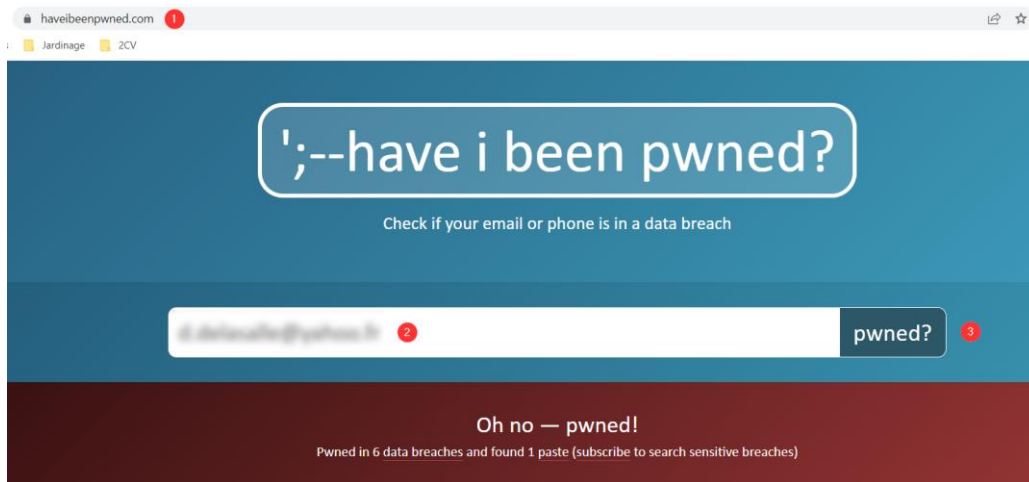 haveibeenpwned.com 1
Jardinage 2CV
';--have i been pwned?
Check if your email or phone is in a data breach
2 pwned? 3
Oh no — pwned!
Pwned in 6 data breaches and found 1 paste (subscribe to search sensitive breaches)